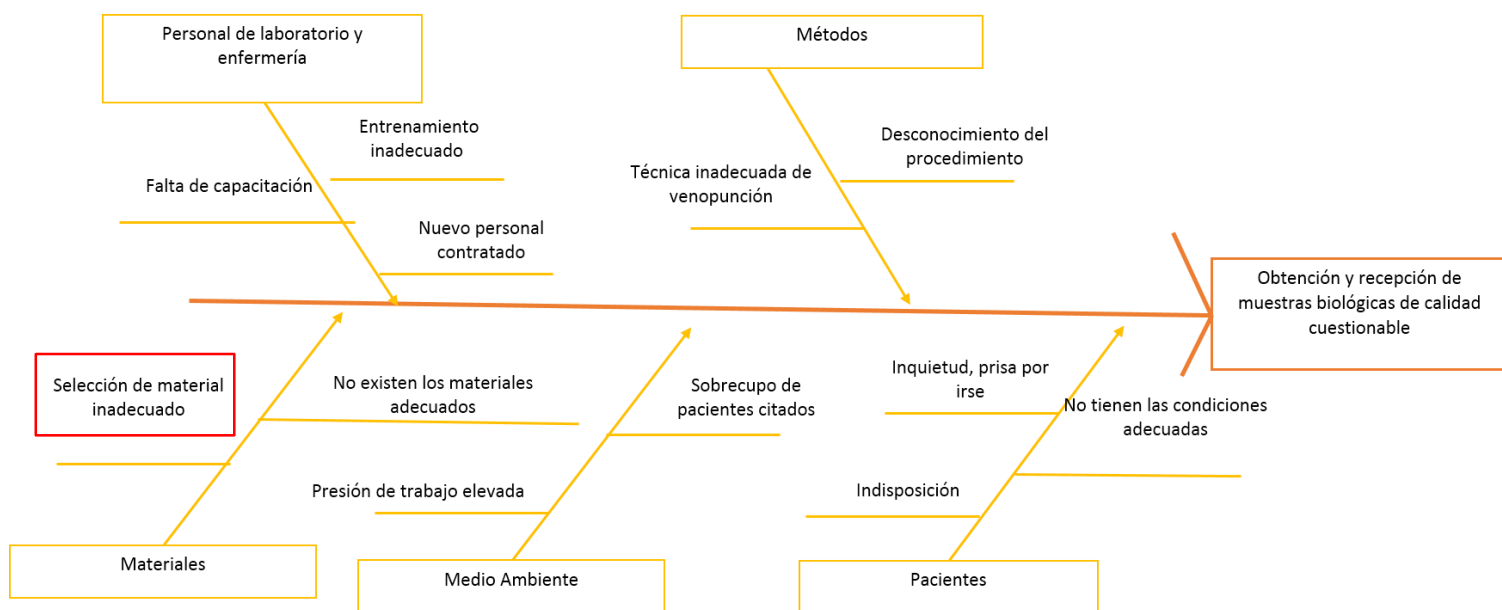 Personal de laboratorio y
enfermería
Métodos
Entrenamiento
inadecuado
Desconocimiento del
procedimiento
Falta de capacitación
Técnica inadecuada de
venopunción
Nuevo personal
contratado
Obtención y recepción de
muestras biológicas de calidad
cuestionable
Selección de material
inadecuado
No existen los materiales
adecuados
Sobrecupo de
pacientes citados
Inquietud, prisa por
irse
No tienen las condiciones
adecuadas
Presión de trabajo elevada
Indisposición
Materiales
Medio Ambiente
Pacientes